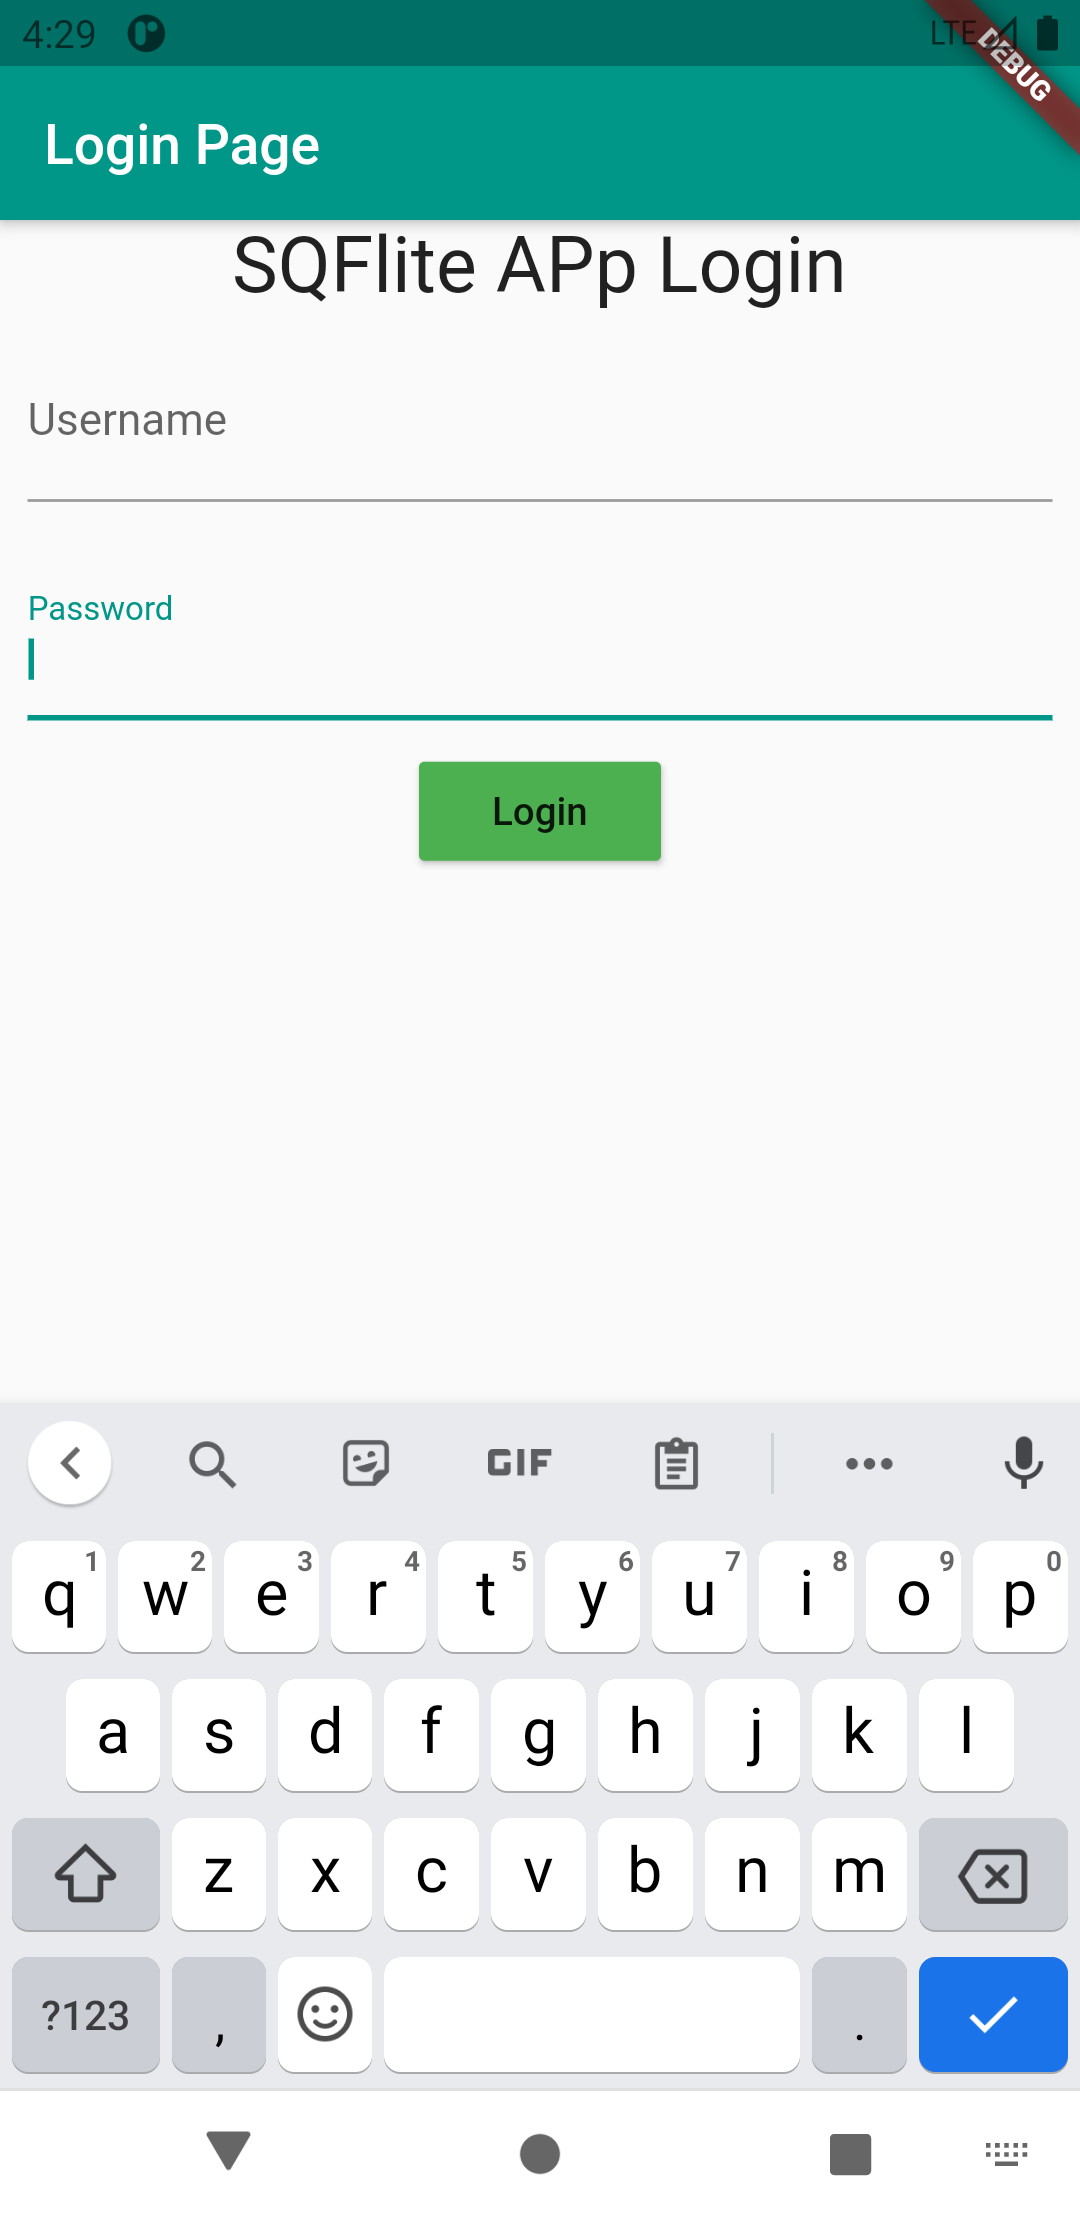 4:29 LTE
DEBUG
Login Page
SQFlite APp Login
Username
Password
Login
GIF
q 1 w 2 e 3 r 4 t 5 y 6 u 7 i 8 o 9 p 0
a s d f g h j k l
z x c v b n m
?123 , .